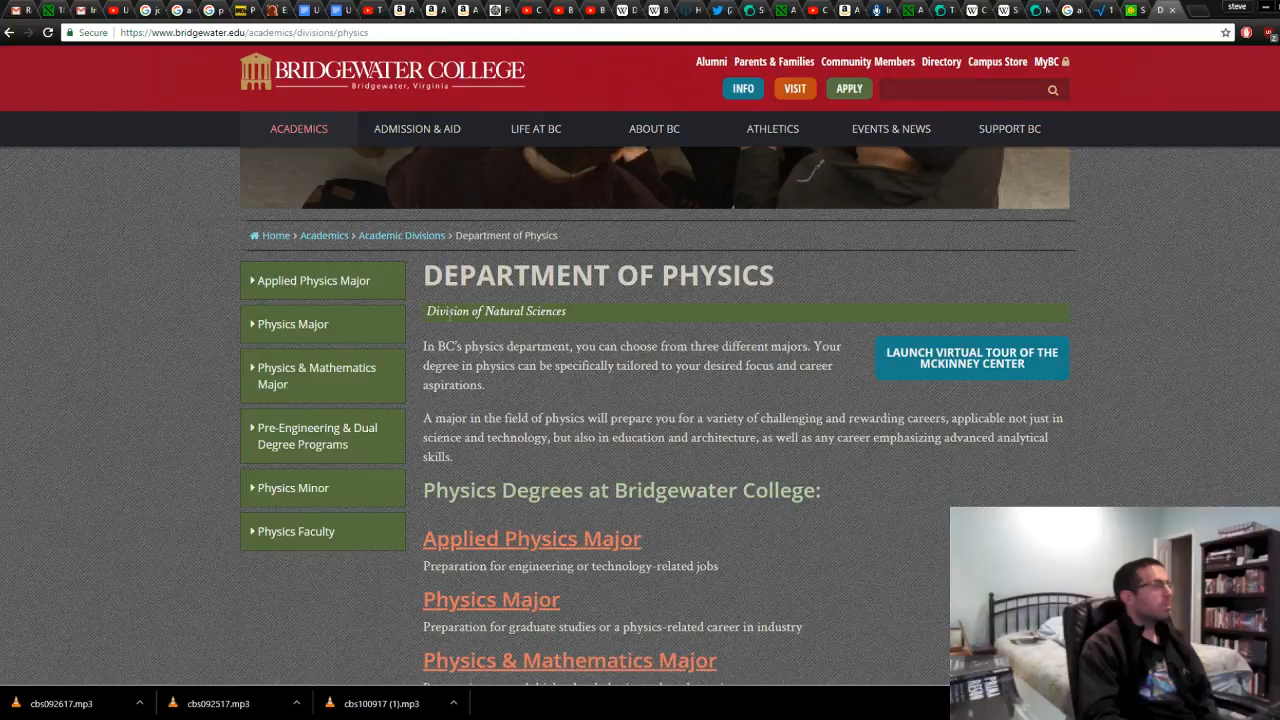 steve
Secure https://www.bridgewater.edu/academics/divisions/physics
BRIDGEWATER COLLEGE
Bridgewater, Virginia
Alumni Parents & Families Community Members Directory Campus Store MyBC
INFO VISIT APPLY
ACADEMICS ADMISSION & AID LIFE AT BC ABOUT BC ATHLETICS EVENTS & NEWS SUPPORT BC
Home > Academics > Academic Divisions > Department of Physics
Applied Physics Major
Physics Major
Physics & Mathematics
Major
Pre-Engineering & Dual
Degree Programs
Physics Minor
Physics Faculty
DEPARTMENT OF PHYSICS
Division of Natural Sciences
In BC's physics department, you can choose from three different majors. Your
degree in physics can be specifically tailored to your desired focus and career
aspirations.
LAUNCH VIRTUAL TOUR OF THE
MCKINNEY CENTER
A major in the field of physics will prepare you for a variety of challenging and rewarding careers, applicable not just in
science and technology, but also in education and architecture, as well as any career emphasizing advanced analytical
skills.
Physics Degrees at Bridgewater College:
Applied Physics Major
Preparation for engineering or technology-related jobs
Physics Major
Preparation for graduate studies or a physics-related career in industry
Physics & Mathematics Major
cbs092617.mp3 cbs092517.mp3 cbs100917 (1).mp3